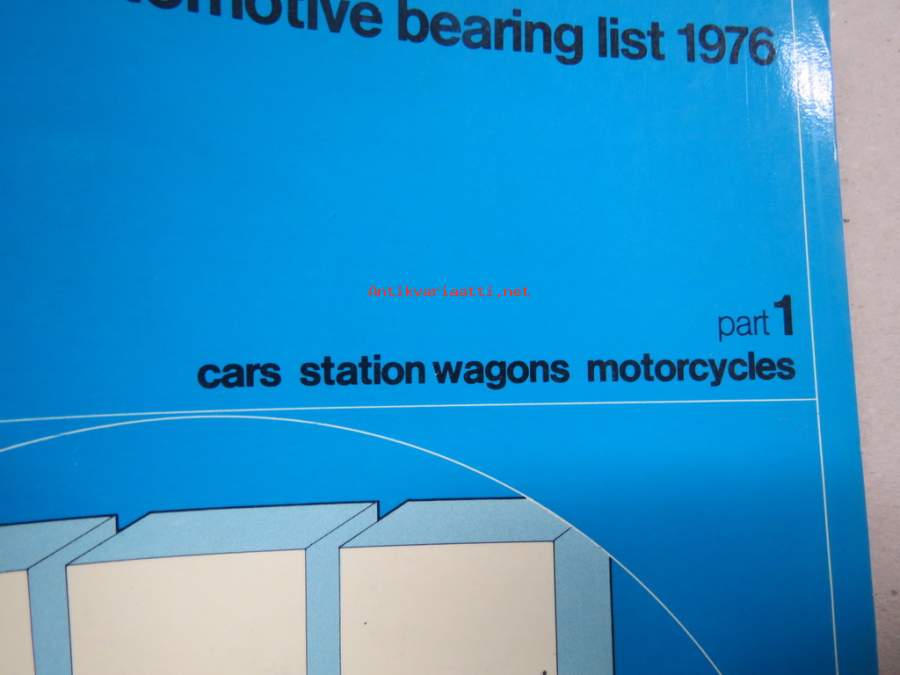 bearing list 1976
Antikvariaatti.net
part 1
cars station wagons motorcycles